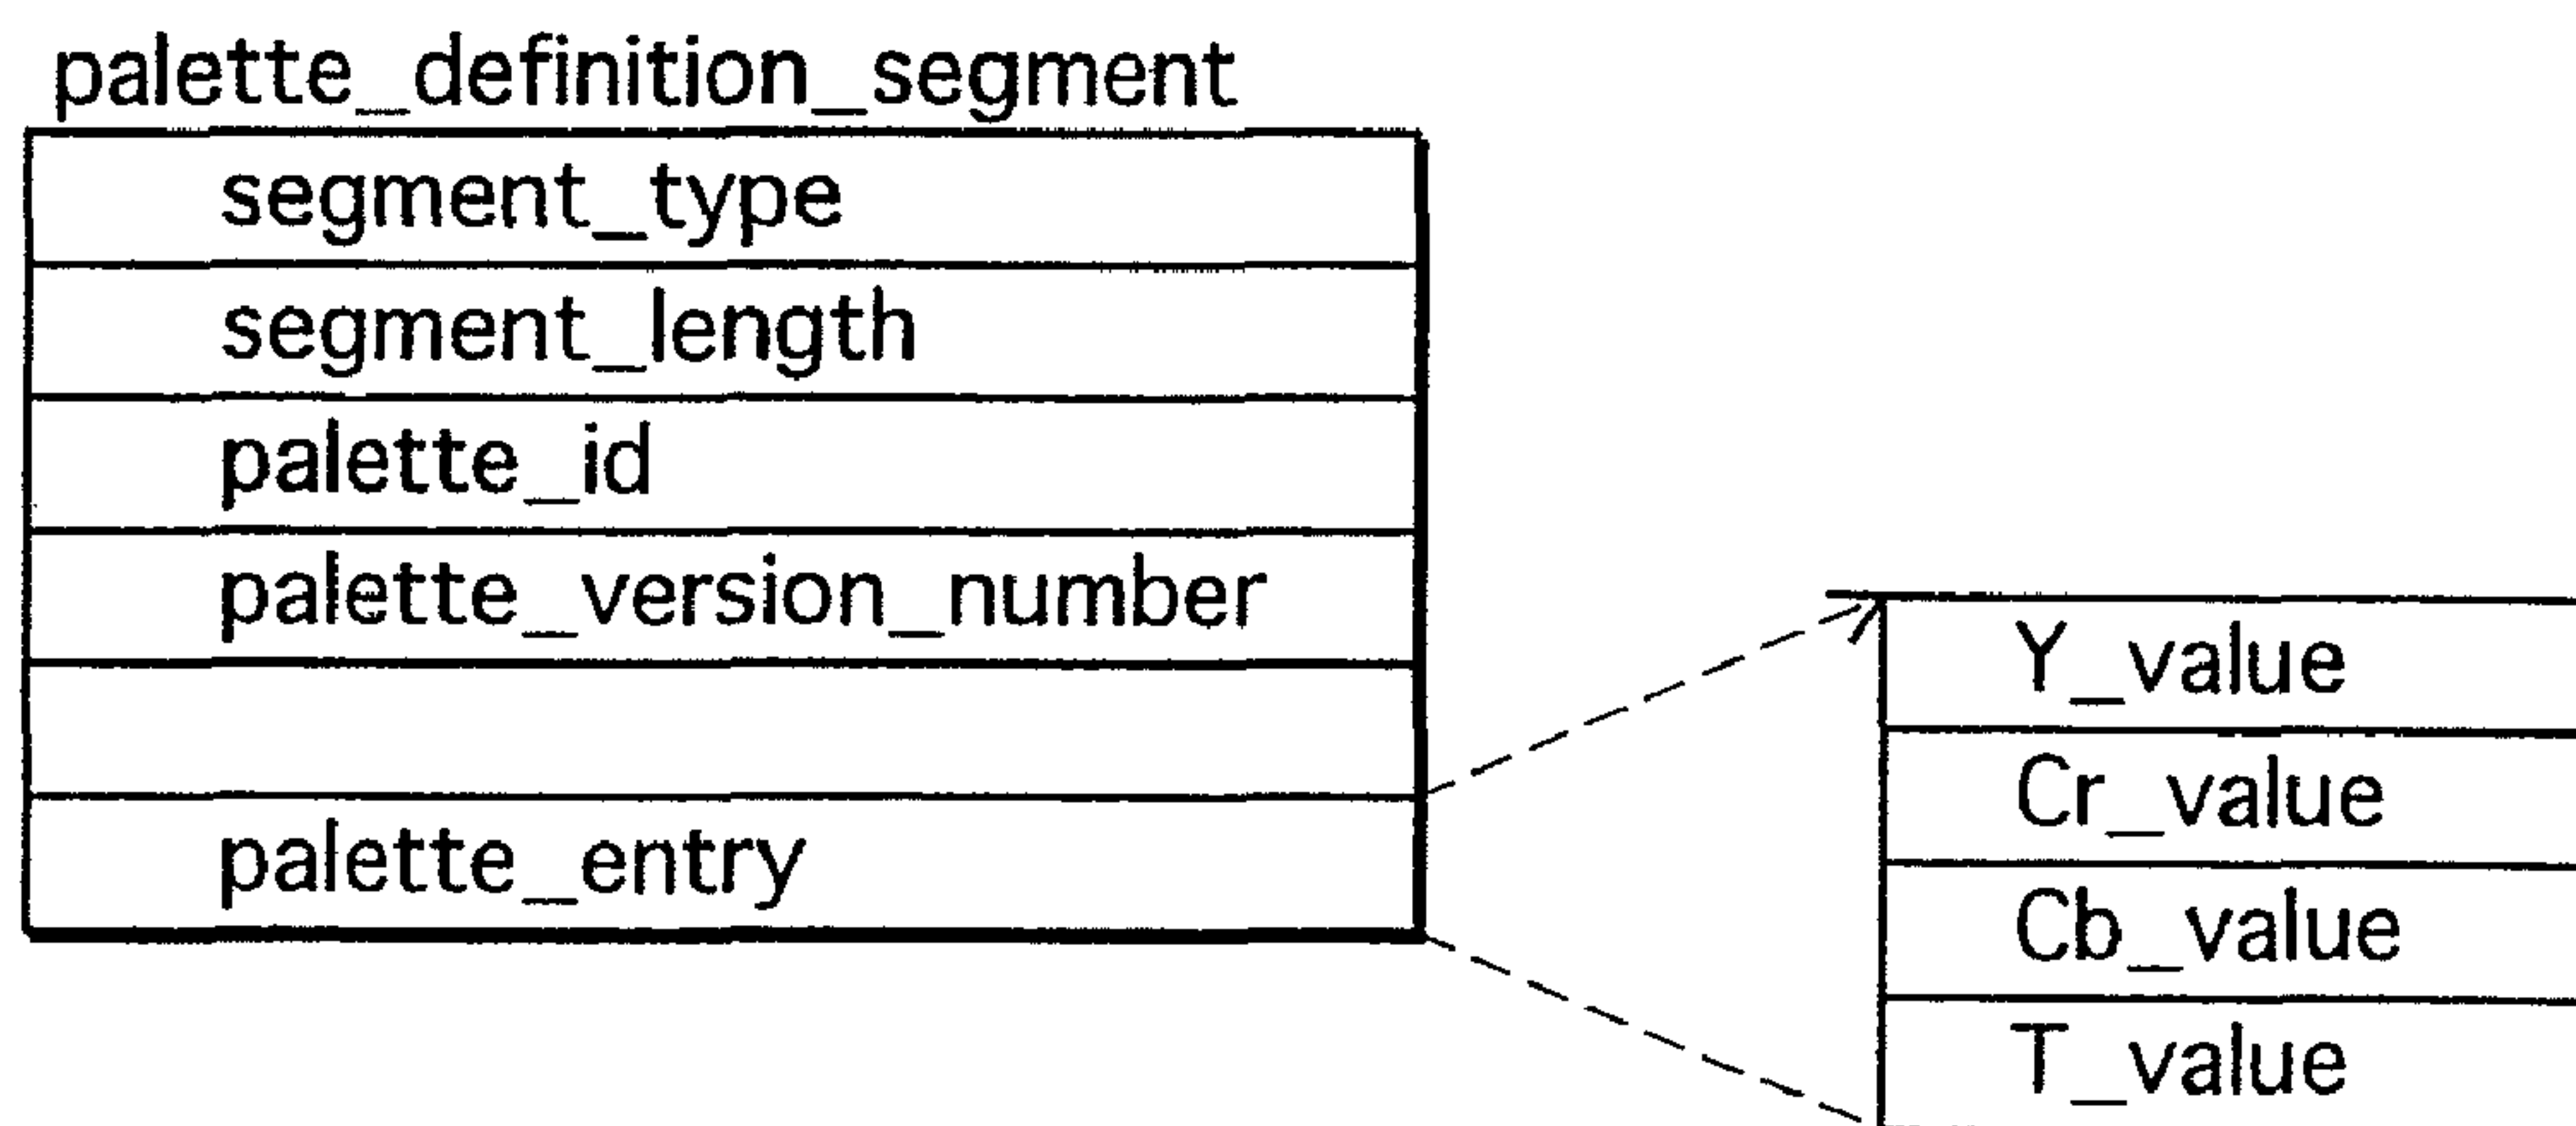 palette_definition_segment
segment_type
segment_length
palette_id
palette_version_number
palette_entry
Y_value
Cr_value
Cb_value
T_value